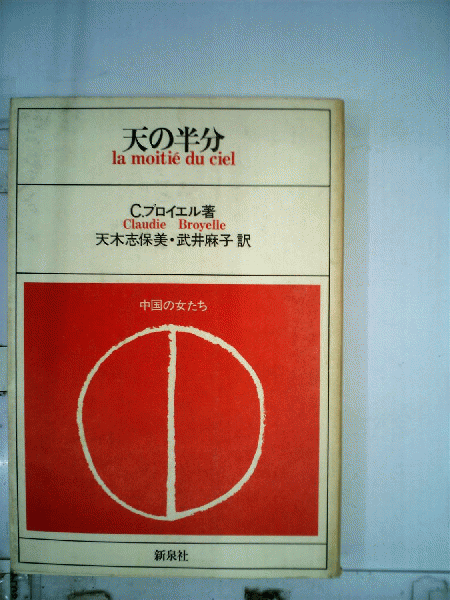 天の半分
la moitié du ciel
C.ブロイエル著
Claudie Broyelle
天木志保美・武井麻子 訳
中国の女たち
新泉社